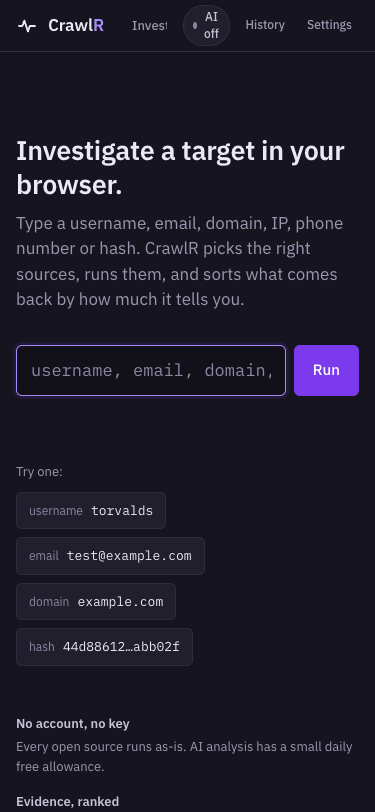 CrawlR
Invest
AI off
History
Settings
Investigate a target in your
browser.
Type a username, email, domain, IP, phone
number or hash. CrawlR picks the right
sources, runs them, and sorts what comes
back by how much it tells you.
username, email, domain,
Run
Try one:
username torvalds
email test@example.com
domain example.com
hash 44d88612…abb02f
No account, no key
Every open source runs as-is. AI analysis has a small daily
free allowance.
Evidence, ranked